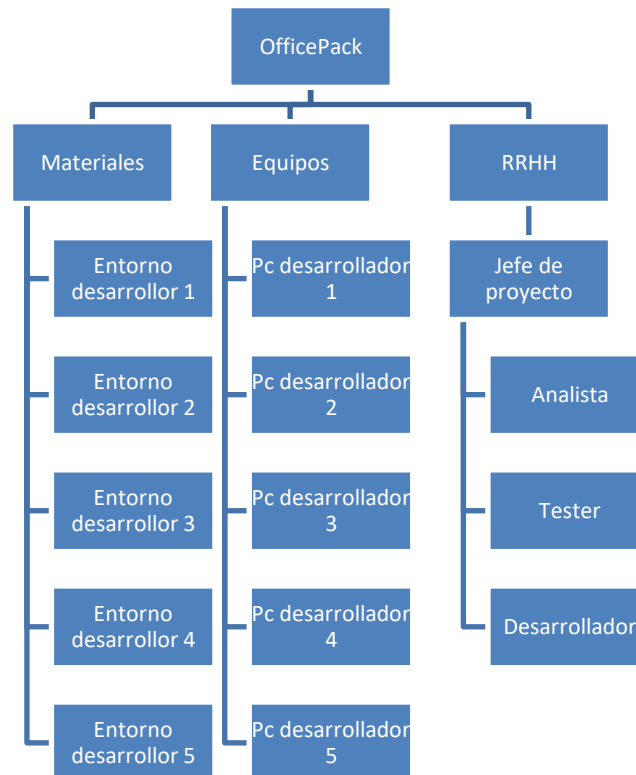 OfficePack
Materiales
Equipos
RRHH
Entorno
desarrollor 1
Pc desarrollador
1
Jefe de
proyecto
Entorno
desarrollor 2
Pc desarrollador
2
Analista
Entorno
desarrollor 3
Pc desarrollador
3
Tester
Entorno
desarrollor 4
Pc desarrollador
4
Desarrollador
Entorno
desarrollor 5
Pc desarrollador
5